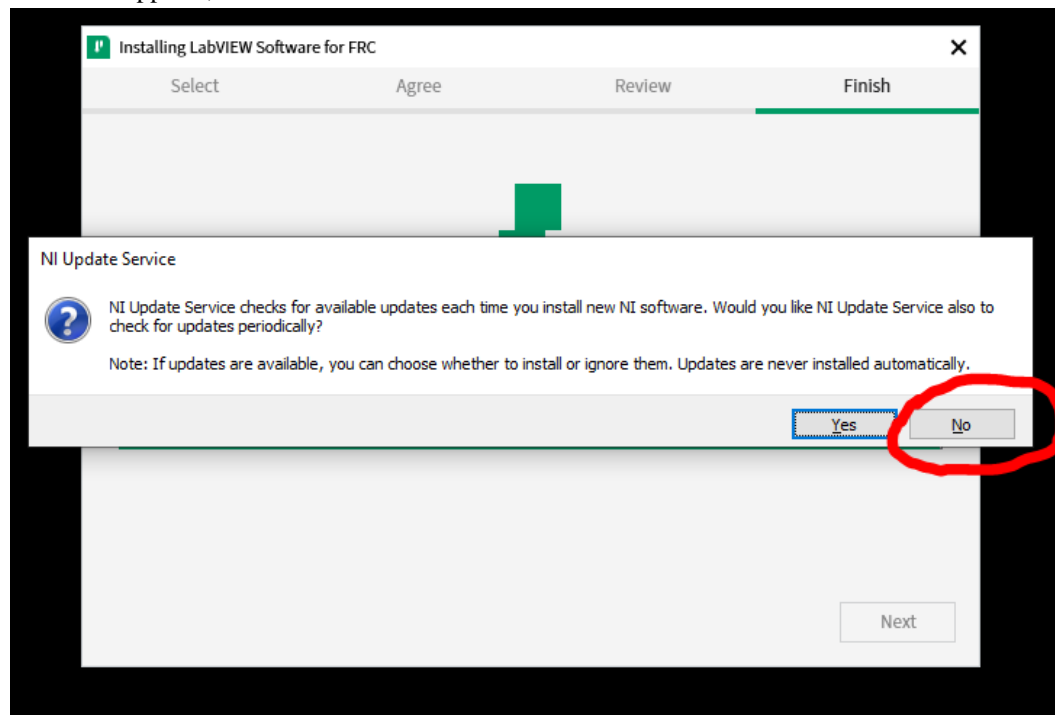 Installing LabVIEW Software for FRC
Select Agree Review Finish
NI Update Service
NI Update Service checks for available updates each time you install new NI software. Would you like NI Update Service also to
check for updates periodically?
Note: If updates are available, you can choose whether to install or ignore them. Updates are never installed automatically.
Yes No
Next